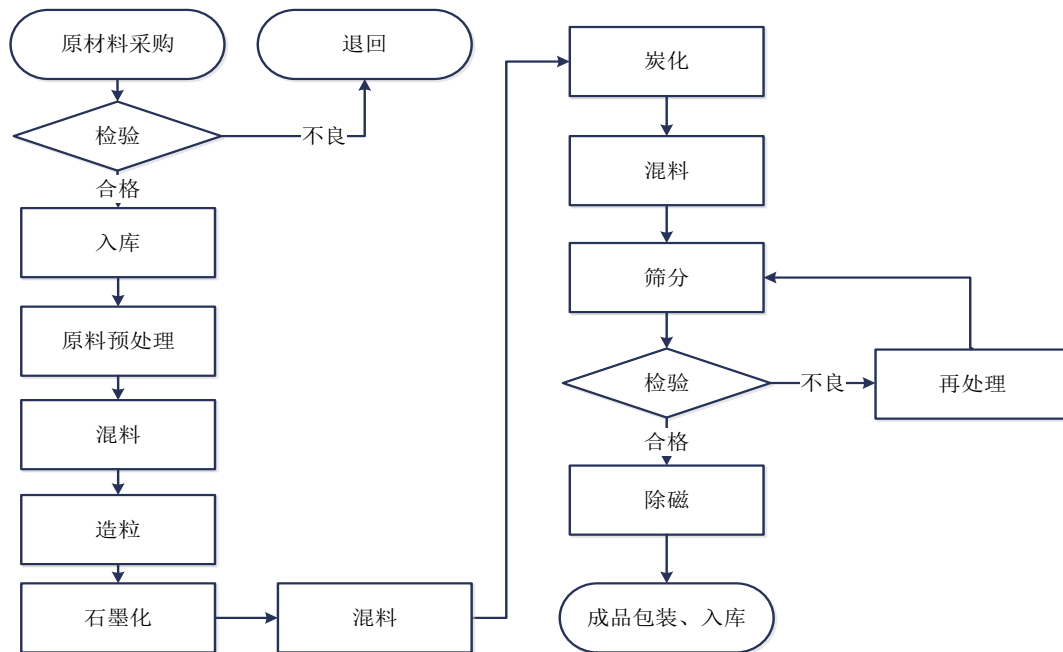 原材料采购
退回
检验
不良
合格
入库
原料预处理
混料
造粒
石墨化
混料
炭化
混料
筛分
检验
不良
再处理
合格
除磁
成品包装、入库